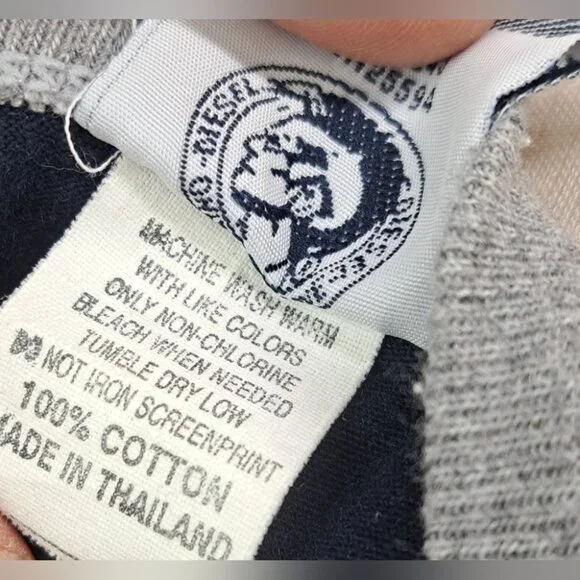 DIESEL
MACHINE WASH WARM
WITH LIKE COLORS
ONLY NON-CHLORINE
BLEACH WHEN NEEDED
TUMBLE DRY LOW
DO NOT IRON SCREENPRINT
100% COTTON
MADE IN THAILAND